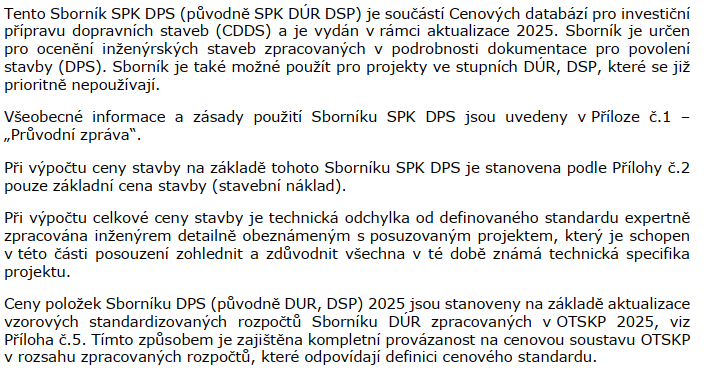 Tento Sborník SPK DPS (původně SPK DÚR DSP) je součástí Cenových databází pro investiční
přípravu dopravních staveb (CDDS) a je vydán v rámci aktualizace 2025. Sborník je určen
pro ocenění inženýrských staveb zpracovaných v podrobnosti dokumentace pro povolení
stavby (DPS). Sborník je také možné použít pro projekty ve stupních DÚR, DSP, které se již
prioritně nepoužívají.
Všeobecné informace a zásady použití Sborníku SPK DPS jsou uvedeny v Příloze č.1 –
„Průvodní zpráva“.
Při výpočtu ceny stavby na základě tohoto Sborníku SPK DPS je stanovena podle Přílohy č.2
pouze základní cena stavby (stavební náklad).
Při výpočtu celkové ceny stavby je technická odchylka od definovaného standardu expertně
zpracována inženýrem detailně obeznámeným s posuzovaným projektem, který je schopen
v této části posouzení zohlednit a zdůvodnit všechna v té době známá technická specifika
projektu.
Ceny položek Sborníku DPS (původně DUR, DSP) 2025 jsou stanoveny na základě aktualizace
vzorových standardizovaných rozpočtů Sborníku DÚR zpracovaných v OTSKP 2025, viz
Příloha č.5. Tímto způsobem je zajištěna kompletní provázanost na cenovou soustavu OTSKP
v rozsahu zpracovaných rozpočtů, které odpovídají definici cenového standardu.